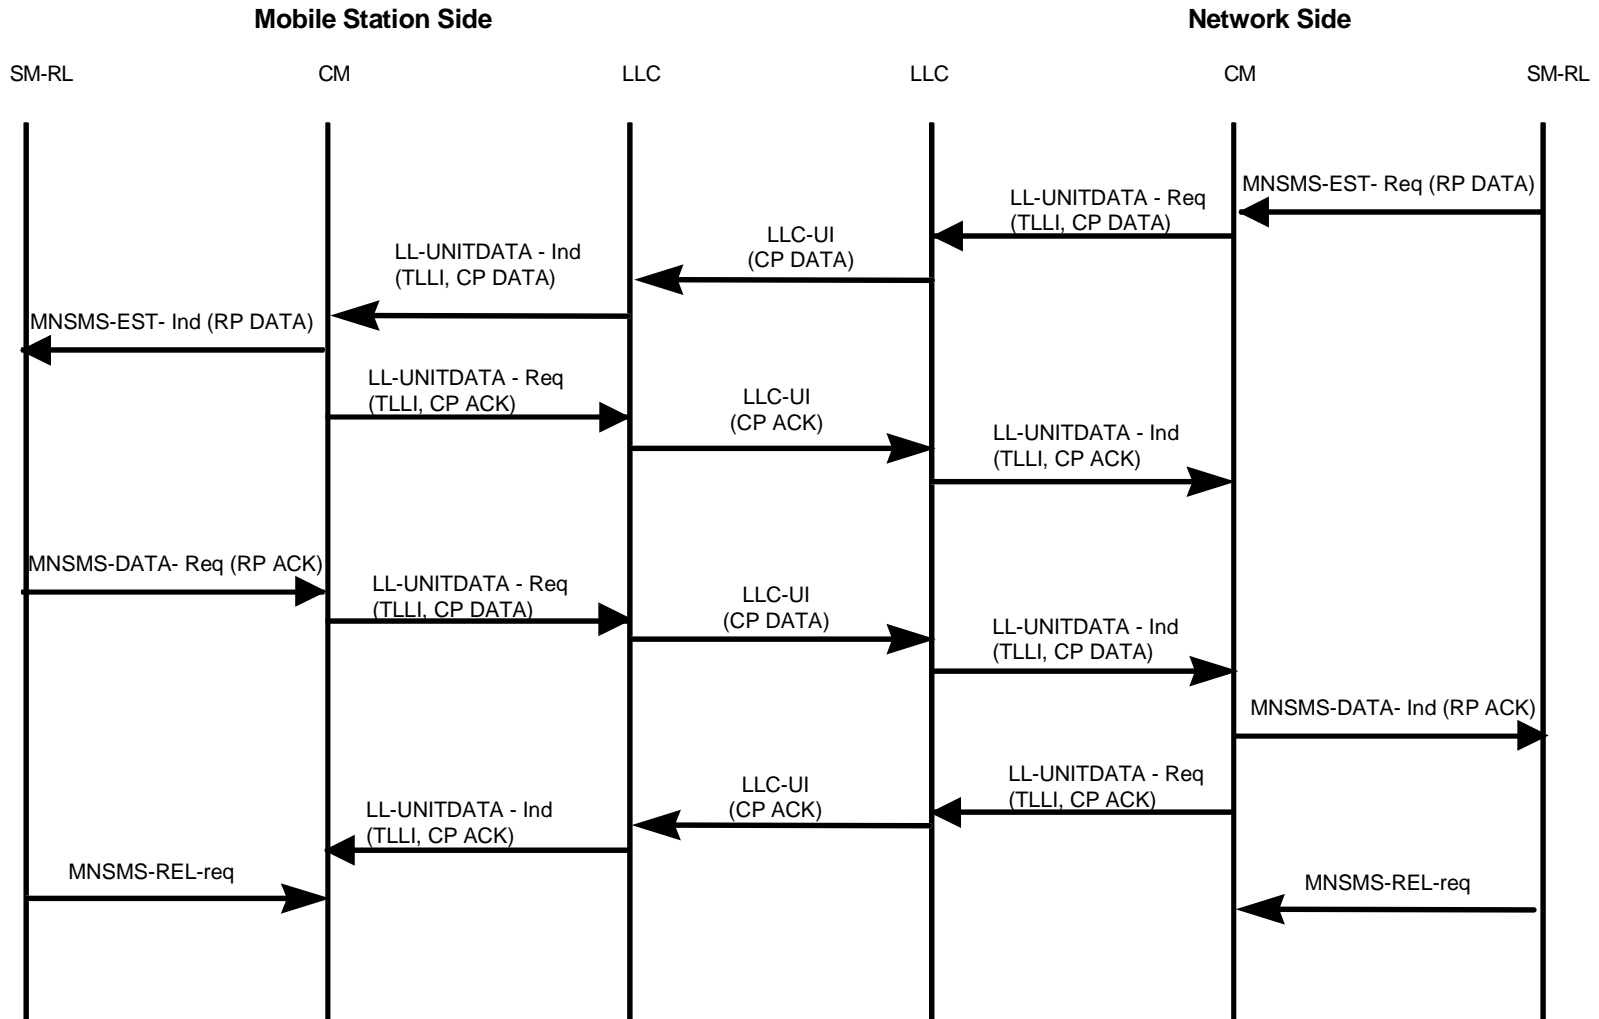 Mobile Station Side
Network Side
SM-RL
CM
LLC
LLC
CM
SM-RL
MNSMS-EST- Req (RP DATA)
LL-UNITDATA - Req
(TLLI, CP DATA)
LLC-UI
(CP DATA)
LL-UNITDATA - Ind
(TLLI, CP DATA)
MNSMS-EST- Ind (RP DATA)
LL-UNITDATA - Req
(TLLI, CP ACK)
LLC-UI
(CP ACK)
LL-UNITDATA - Ind
(TLLI, CP ACK)
MNSMS-DATA- Req (RP ACK)
LL-UNITDATA - Req
(TLLI, CP DATA)
LLC-UI
(CP DATA)
LL-UNITDATA - Ind
(TLLI, CP DATA)
MNSMS-DATA- Ind (RP ACK)
LL-UNITDATA - Req
(TLLI, CP ACK)
LLC-UI
(CP ACK)
LL-UNITDATA - Ind
(TLLI, CP ACK)
MNSMS-REL-req
MNSMS-REL-req